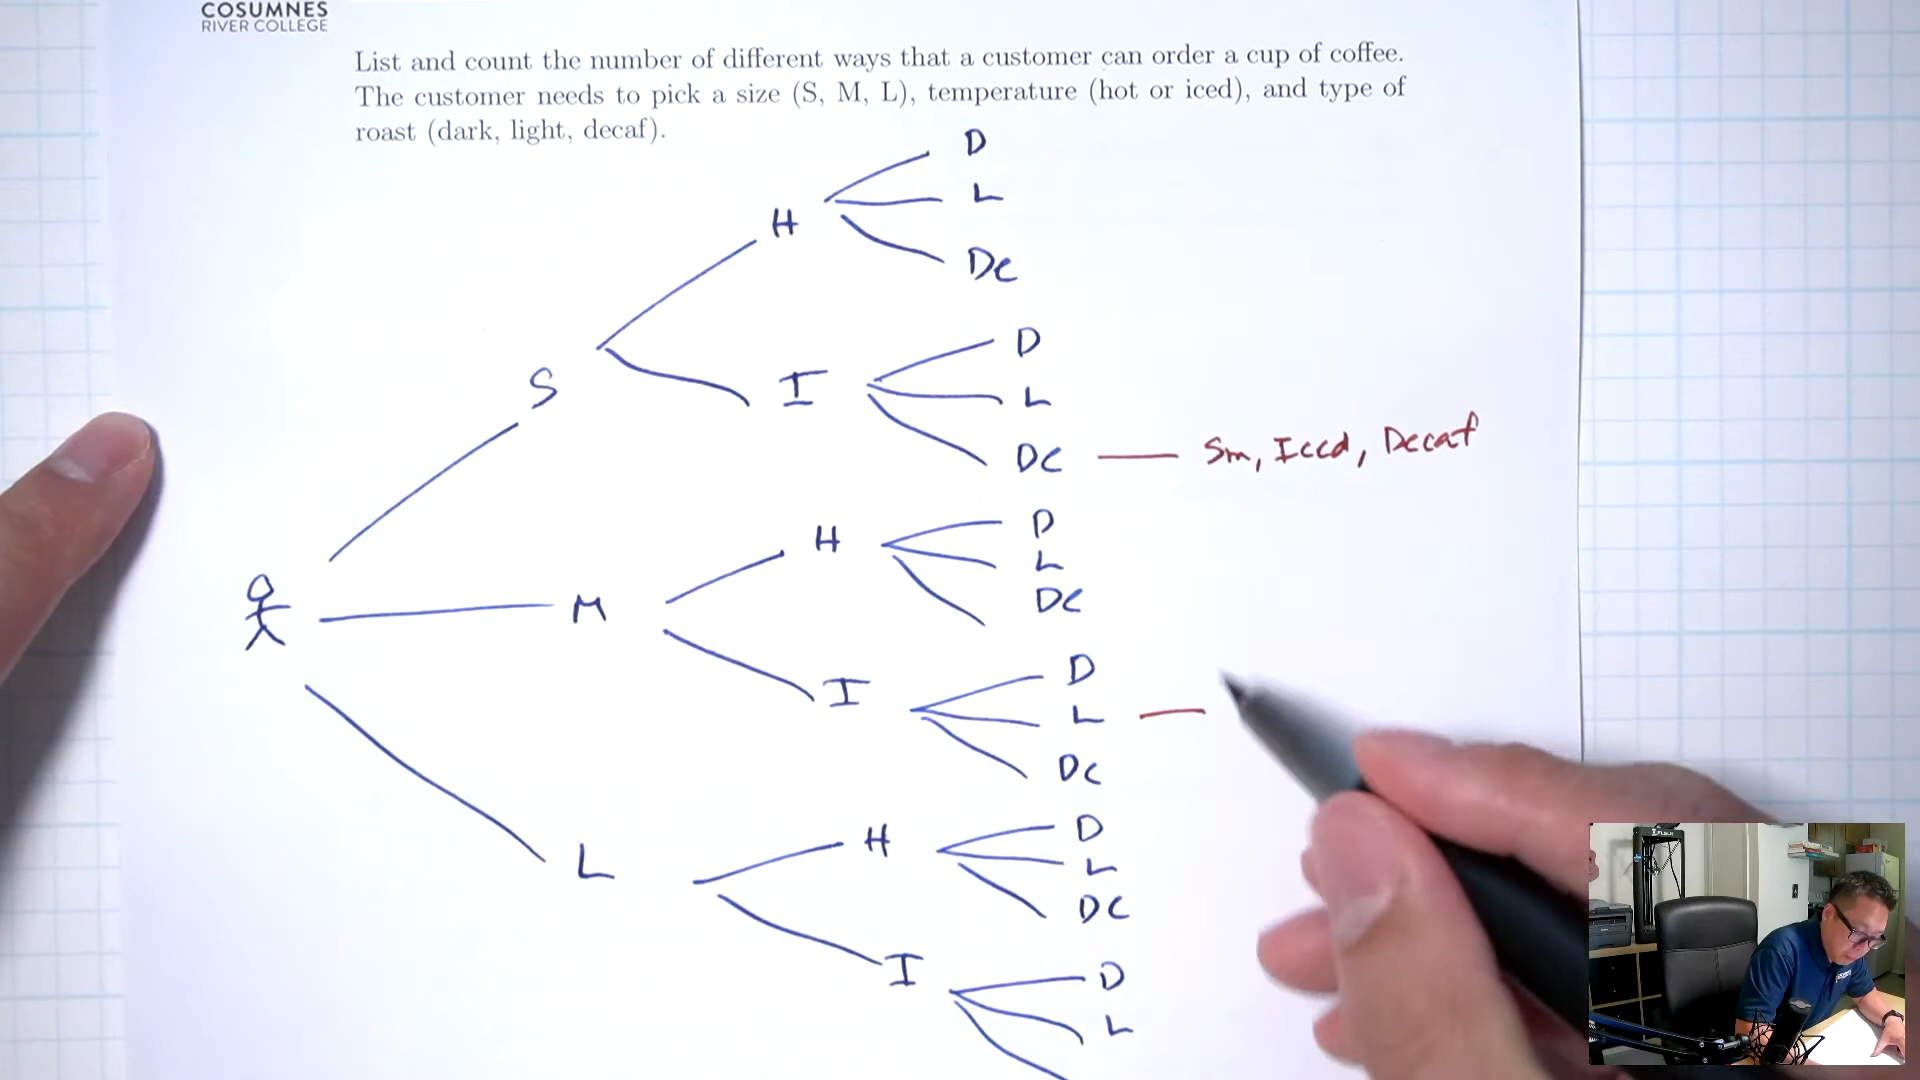 COSUMNES
RIVER COLLEGE
List and count the number of different ways that a customer can order a cup of coffee.
The customer needs to pick a size (S, M, L), temperature (hot or iced), and type of
roast (dark, light, decaf).
D
L
H
DC
D
S
I
L
DC — Sm, Iced, Decaf
D
H
L
DC
M
D
I
L —
DC
D
H
L
L
DC
I
D
L